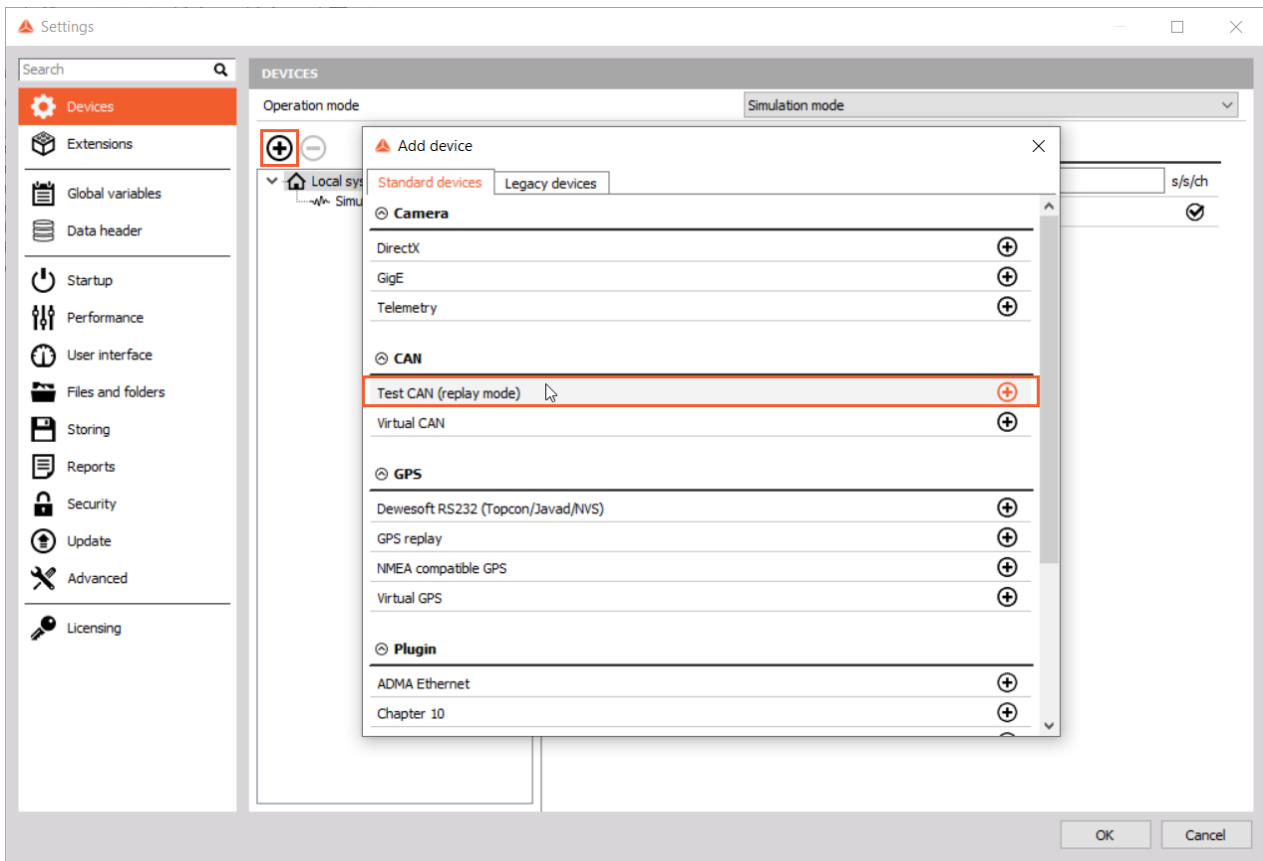 Settings
Search
DEVICES
Devices
Operation mode
Simulation mode
Extensions
Add device
Local sys
Standard devices
Legacy devices
s/s/ch
Global variables
Simu
Camera
Data header
DirectX
GigE
Startup
Telemetry
Performance
User interface
CAN
Files and folders
Test CAN (replay mode)
Virtual CAN
Storing
Reports
GPS
Security
Dewesoft RS232 (Topcon/Javad/NVS)
Update
GPS replay
NMEA compatible GPS
Advanced
Virtual GPS
Licensing
Plugin
ADMA Ethernet
Chapter 10
OK
Cancel